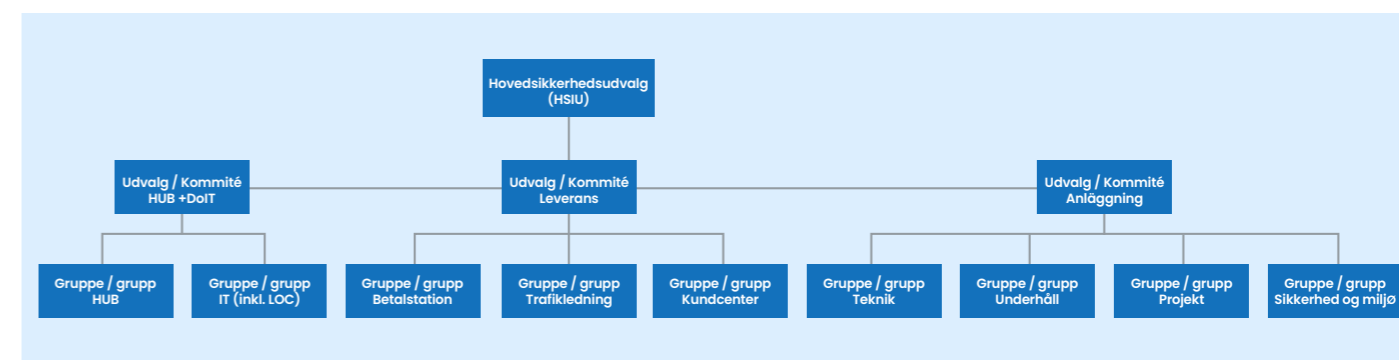 Hovedsikkerhedsudvalg
(HSIU)
Udvalg / Kommité
HUB +DoIT
Udvalg / Kommité
Leverans
Udvalg / Kommité
Anläggning
Gruppe / grupp
HUB
Gruppe / grupp
IT (inkl. LOC)
Gruppe / grupp
Betalstation
Gruppe / grupp
Trafikledning
Gruppe / grupp
Kundcenter
Gruppe / grupp
Teknik
Gruppe / grupp
Underhåll
Gruppe / grupp
Projekt
Gruppe / grupp
Sikkerhed og miljø